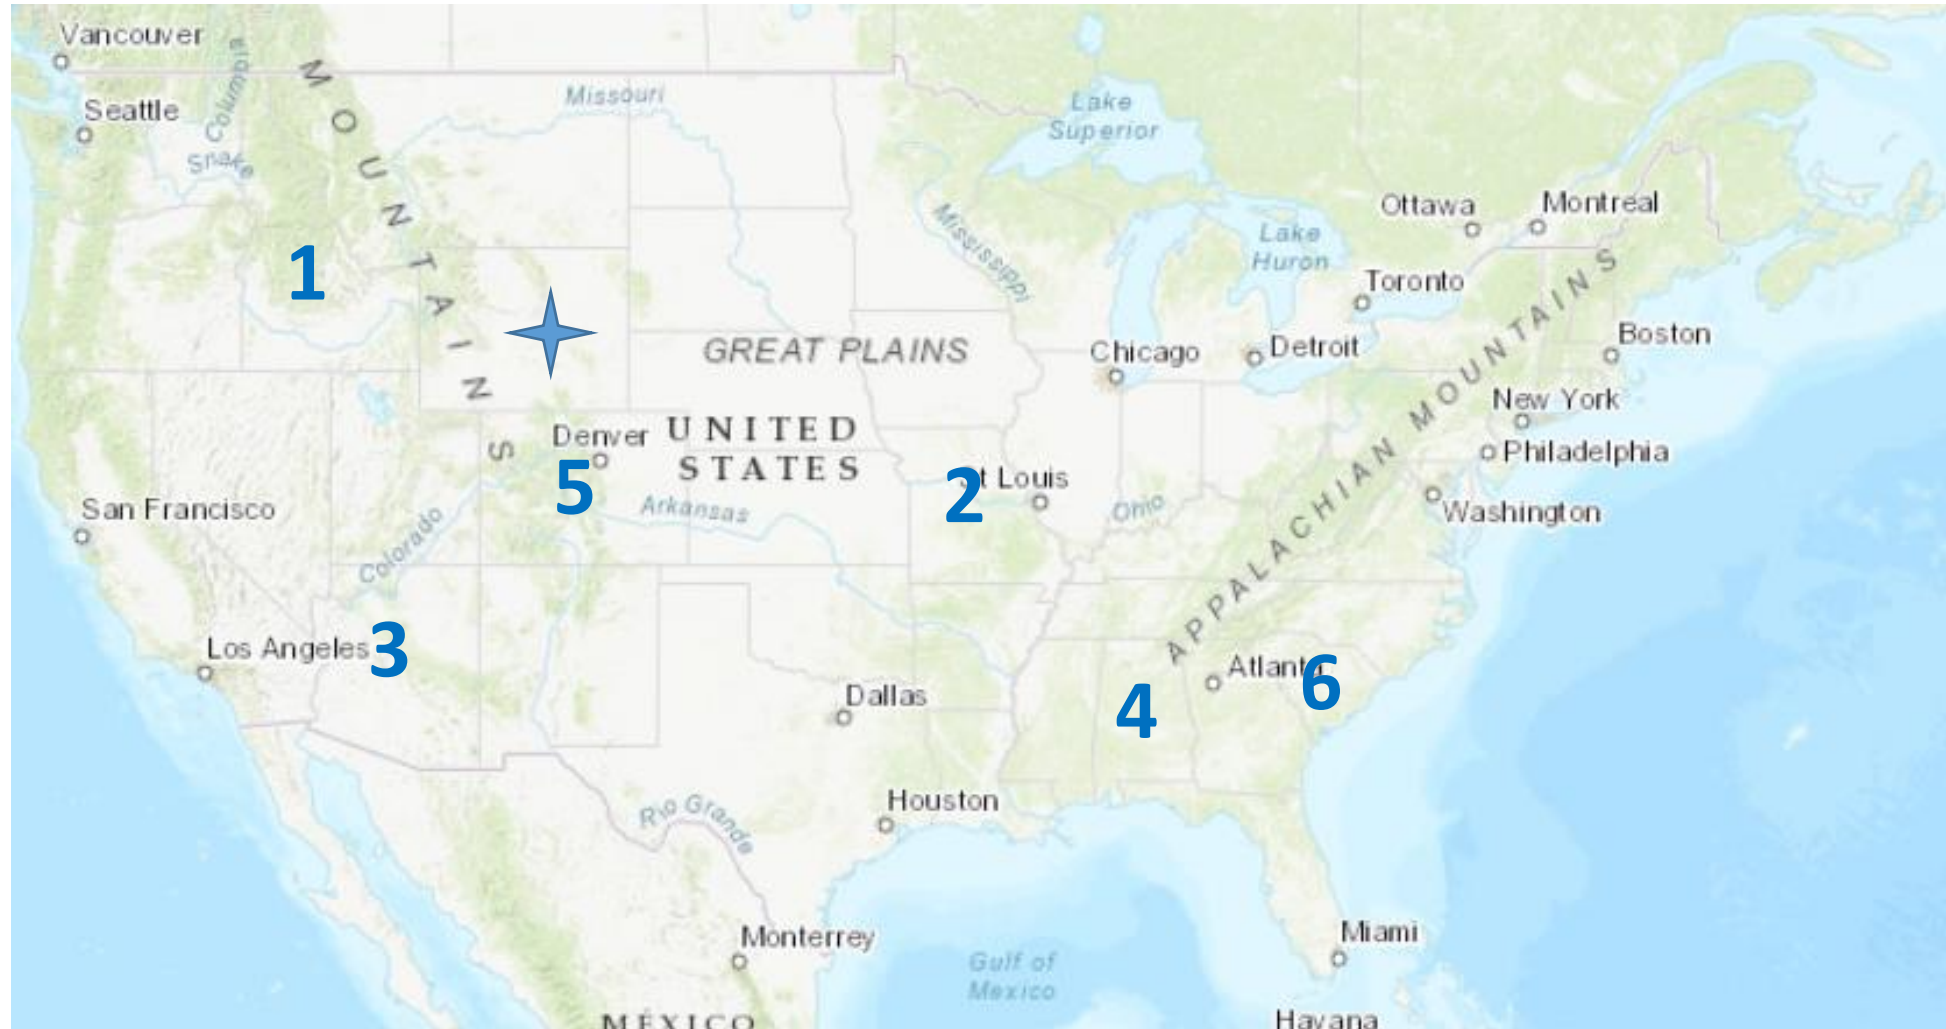 Vancouver
Columbia
MOUNTAINS
Missouri
Seattle
Snake
Lake
Superior
Mississippi
Ottawa
Montreal
Lake
Huron
1
Toronto
Boston
GREAT PLAINS
Chicago
Detroit
New York
Denver
UNITED
STATES
Philadelphia
5
2
St Louis
Arkansas
Ohio
Washington
San Francisco
Colorado
APPALACHIAN MOUNTAINS
Los Angeles
3
Atlanta
6
4
Dallas
Houston
Rio Grande
Monterrey
Miami
Gulf of
Mexico
MÉXICO
Havana